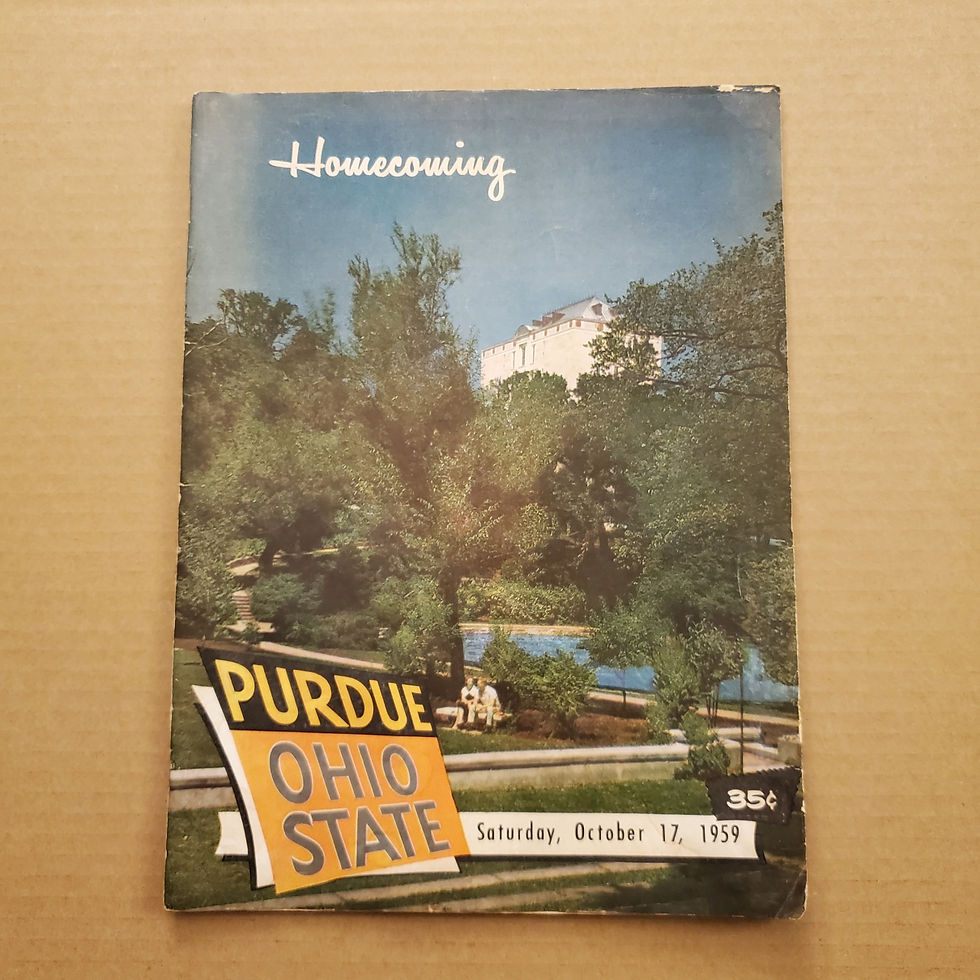 Homecoming
PURDUE
OHIO
STATE
35¢
Saturday, October 17, 1959